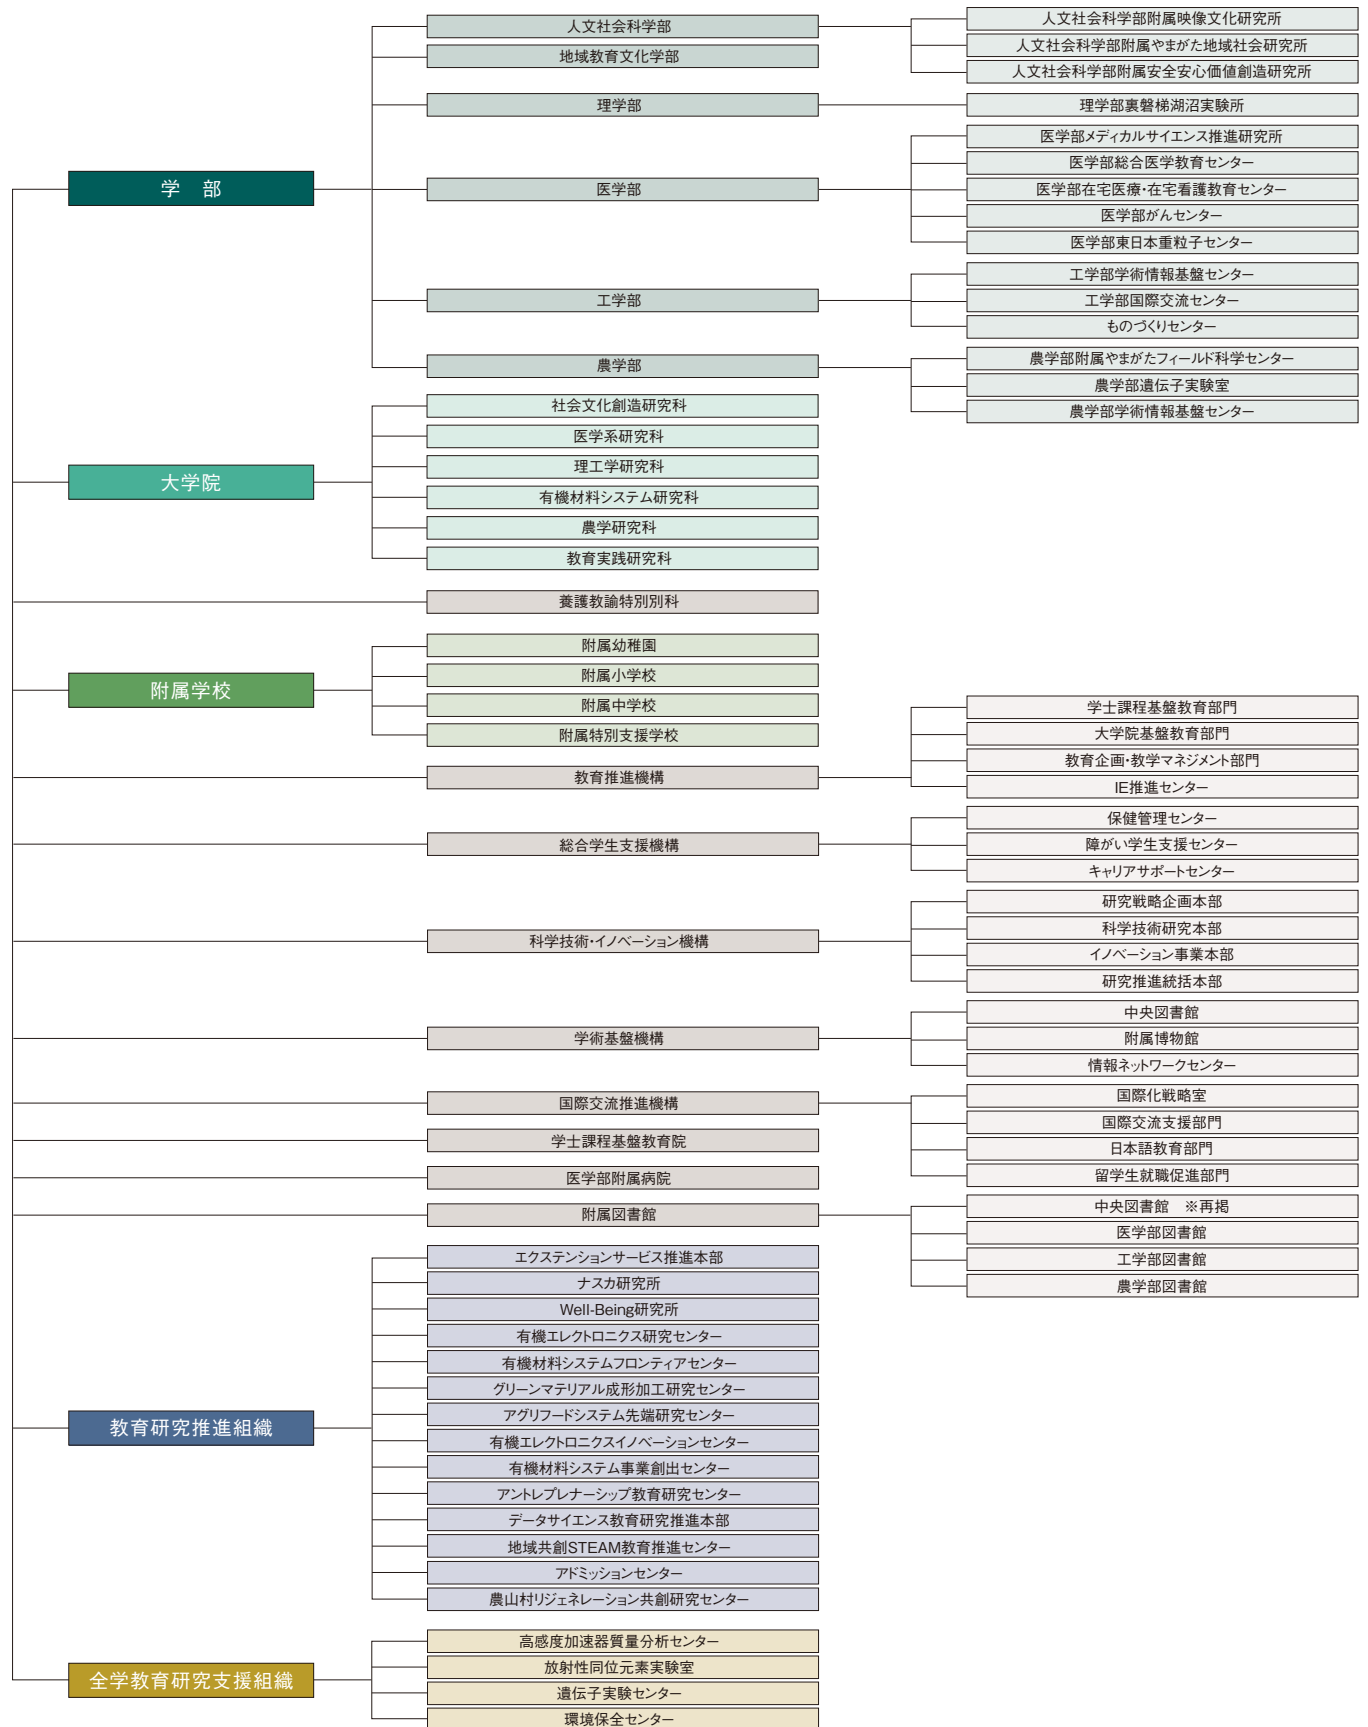 学　部
人文社会科学部
人文社会科学部附属映像文化研究所
人文社会科学部附属やまがた地域社会研究所
人文社会科学部附属安全安心価値創造研究所
地域教育文化学部
理学部
理学部裏磐梯湖沼実験所
医学部
医学部メディカルサイエンス推進研究所
医学部総合医学教育センター
医学部在宅医療・在宅看護教育センター
医学部がんセンター
医学部東日本重粒子センター
工学部
工学部学術情報基盤センター
工学部国際交流センター
ものづくりセンター
農学部
農学部附属やまがたフィールド科学センター
農学部遺伝子実験室
農学部学術情報基盤センター
大学院
社会文化創造研究科
医学系研究科
理工学研究科
有機材料システム研究科
農学研究科
教育実践研究科
養護教諭特別別科
附属学校
附属幼稚園
附属小学校
附属中学校
附属特別支援学校
教育推進機構
学士課程基盤教育部門
大学院基盤教育部門
教育企画・教学マネジメント部門
IE推進センター
総合学生支援機構
保健管理センター
障がい学生支援センター
キャリアサポートセンター
科学技術・イノベーション機構
研究戦略企画本部
科学技術研究本部
イノベーション事業本部
研究推進統括本部
学術基盤機構
中央図書館
附属博物館
情報ネットワークセンター
国際交流推進機構
国際化戦略室
国際交流支援部門
日本語教育部門
留学生就職促進部門
学士課程基盤教育院
医学部附属病院
附属図書館
中央図書館　※再掲
医学部図書館
工学部図書館
農学部図書館
教育研究推進組織
エクステンションサービス推進本部
ナスカ研究所
Well-Being研究所
有機エレクトロニクス研究センター
有機材料システムフロンティアセンター
グリーンマテリアル成形加工研究センター
アグリフードシステム先端研究センター
有機エレクトロニクスイノベーションセンター
有機材料システム事業創出センター
アントレプレナーシップ教育研究センター
データサイエンス教育研究推進本部
地域共創STEAM教育推進センター
アドミッションセンター
農山村リジェネレーション共創研究センター
全学教育研究支援組織
高感度加速器質量分析センター
放射性同位元素実験室
遺伝子実験センター
環境保全センター